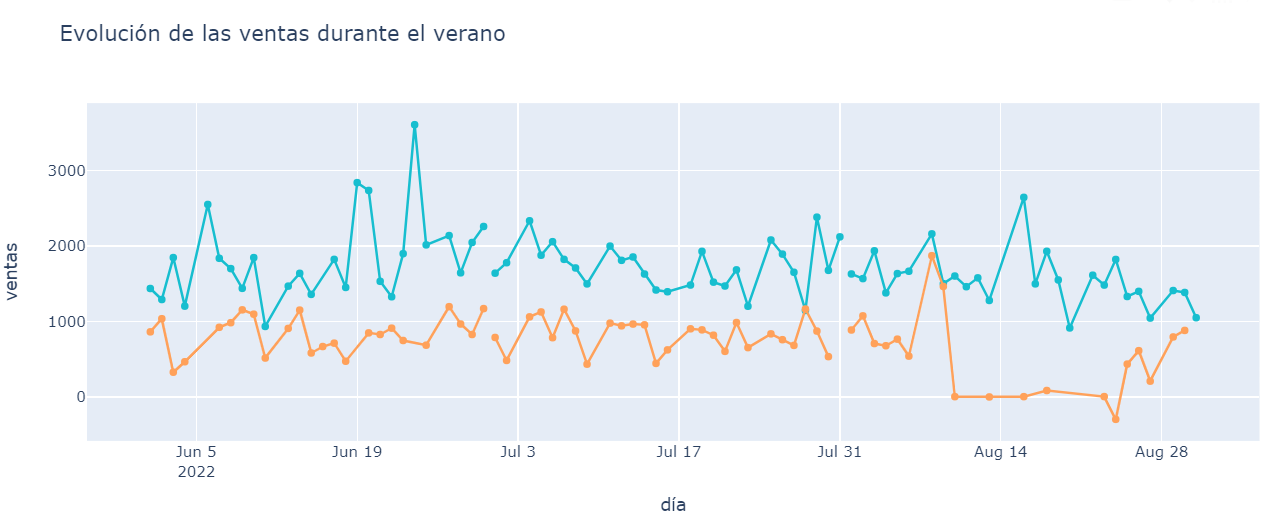 Evolución de las ventas durante el verano
ventas
3000
2000
1000
0
Jun 5
2022
Jun 19
Jul 3
Jul 17
Jul 31
Aug 14
Aug 28
día